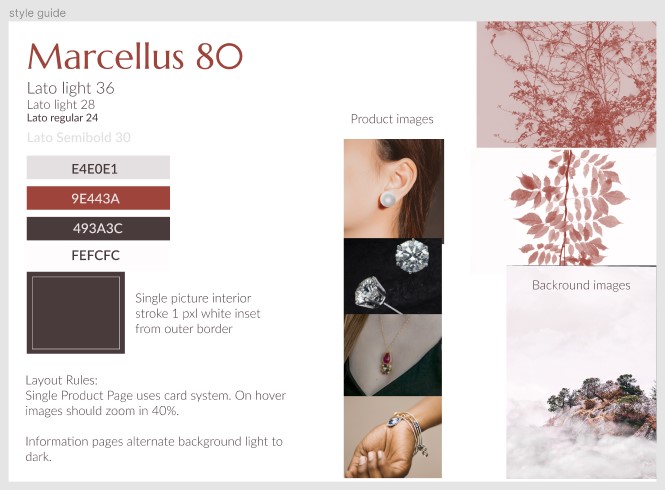 style guide
Marcellus 80
Lato light 36
Lato light 28
Lato regular 24
Lato Semibold 30
E4E0E1
9E443A
493A3C
FEFCFC
Single picture interior
stroke 1 pxl white inset
from outer border
Layout Rules:
Single Product Page uses card system. On hover
images should zoom in 40%.
Information pages alternate background light to
dark.
Product images
Backround images